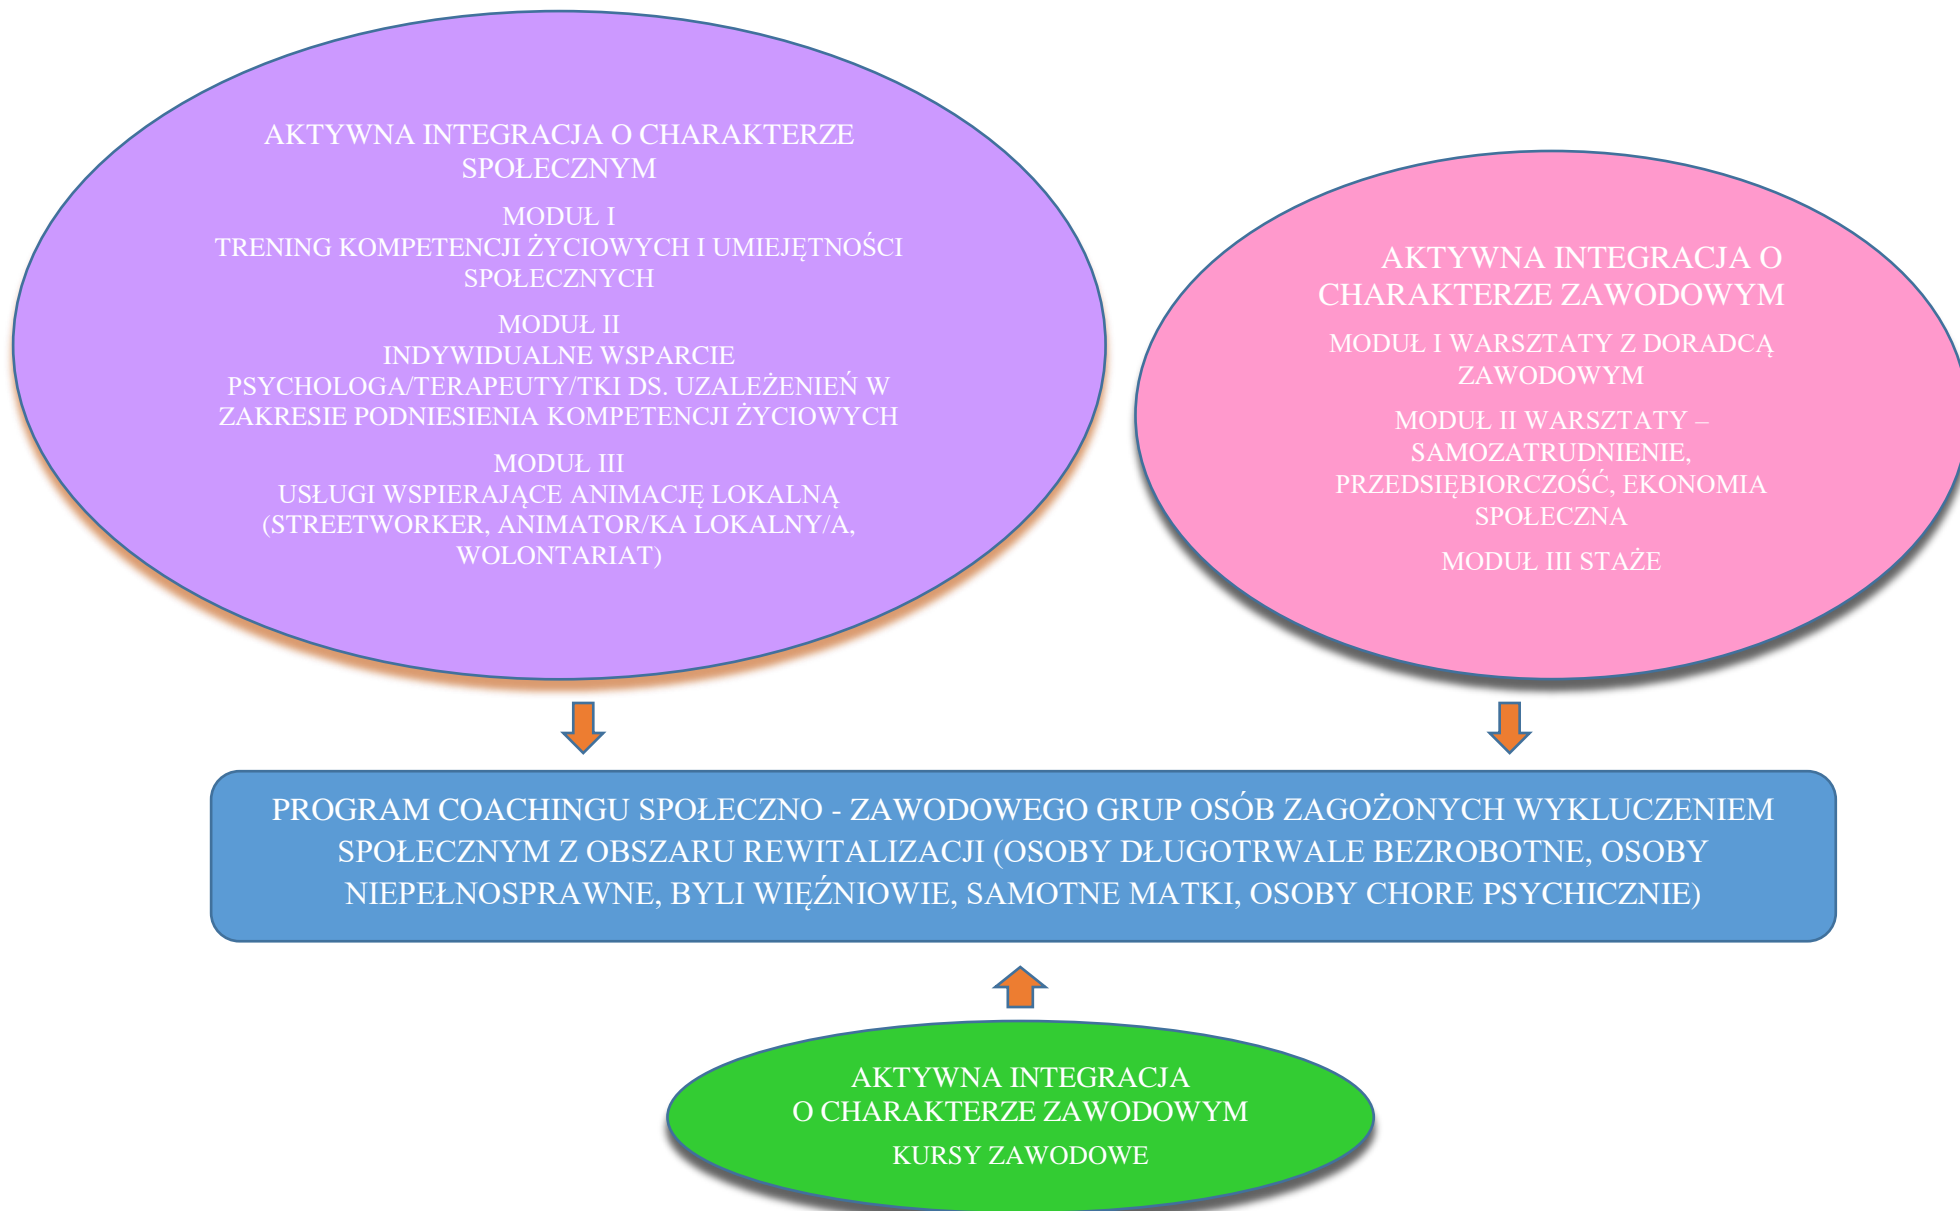 AKTYWNA INTEGRACJA O CHARAKTERZE
SPOŁECZNYM
MODUŁ I
TRENING KOMPETENCJI ŻYCIOWYCH I UMIEJĘTNOŚCI
SPOŁECZNYCH
MODUŁ II
INDYWIDUALNE WSPARCIE
PSYCHOLOGA/TERAPEUTY/TKI DS. UZALEŻENIEŃ W
ZAKRESIE PODNIESIENIA KOMPETENCJI ŻYCIOWYCH
MODUŁ III
USŁUGI WSPIERAJĄCE ANIMACJĘ LOKALNĄ
(STREETWORKER, ANIMATOR/KA LOKALNY/A,
WOLONTARIAT)
AKTYWNA INTEGRACJA O
CHARAKTERZE ZAWODOWYM
MODUŁ I WARSZTATY Z DORADCĄ
ZAWODOWYM
MODUŁ II WARSZTATY –
SAMOZATRUDNIENIE,
PRZEDSIĘBIORCZOŚĆ, EKONOMIA
SPOŁECZNA
MODUŁ III STAŻE
PROGRAM COACHINGU SPOŁECZNO - ZAWODOWEGO GRUP OSÓB ZAGOŻONYCH WYKLUCZENIEM
SPOŁECZNYM Z OBSZARU REWITALIZACJI (OSOBY DŁUGOTRWALE BEZROBOTNE, OSOBY
NIEPEŁNOSPRAWNE, BYLI WIĘŹNIOWIE, SAMOTNE MATKI, OSOBY CHORE PSYCHICZNIE)
AKTYWNA INTEGRACJA
O CHARAKTERZE ZAWODOWYM
KURSY ZAWODOWE